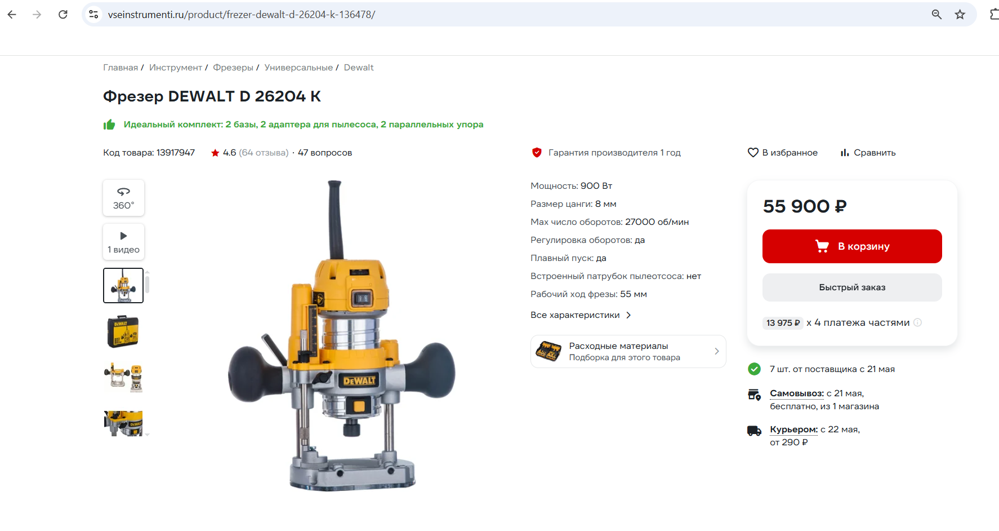 vseinstrumenti.ru/product/frezer-dewalt-d-26204-k-136478/
Главная / Инструмент / Фрезеры / Универсальные / Dewalt
Фрезер DEWALT D 26204 K
Идеальный комплект: 2 базы, 2 адаптера для пылесоса, 2 параллельных упора
Код товара: 13917947 4.6 (64 отзыва) · 47 вопросов
Гарантия производителя 1 год
В избранное Сравнить
360°
1 видео
DEWALT
DEWALT
Мощность: 900 Вт
Размер цанги: 8 мм
Мах число оборотов: 27000 об/мин
Регулировка оборотов: да
Плавный пуск: да
Встроенный патрубок пылеотсоса: нет
Рабочий ход фрезы: 55 мм
Все характеристики
Расходные материалы
Подборка для этого товара
55 900 ₽
В корзину
Быстрый заказ
13 975 ₽ х 4 платежа частями
7 шт. от поставщика с 21 мая
Самовывоз: с 21 мая,
бесплатно, из 1 магазина
Курьером: с 22 мая,
от 290 ₽